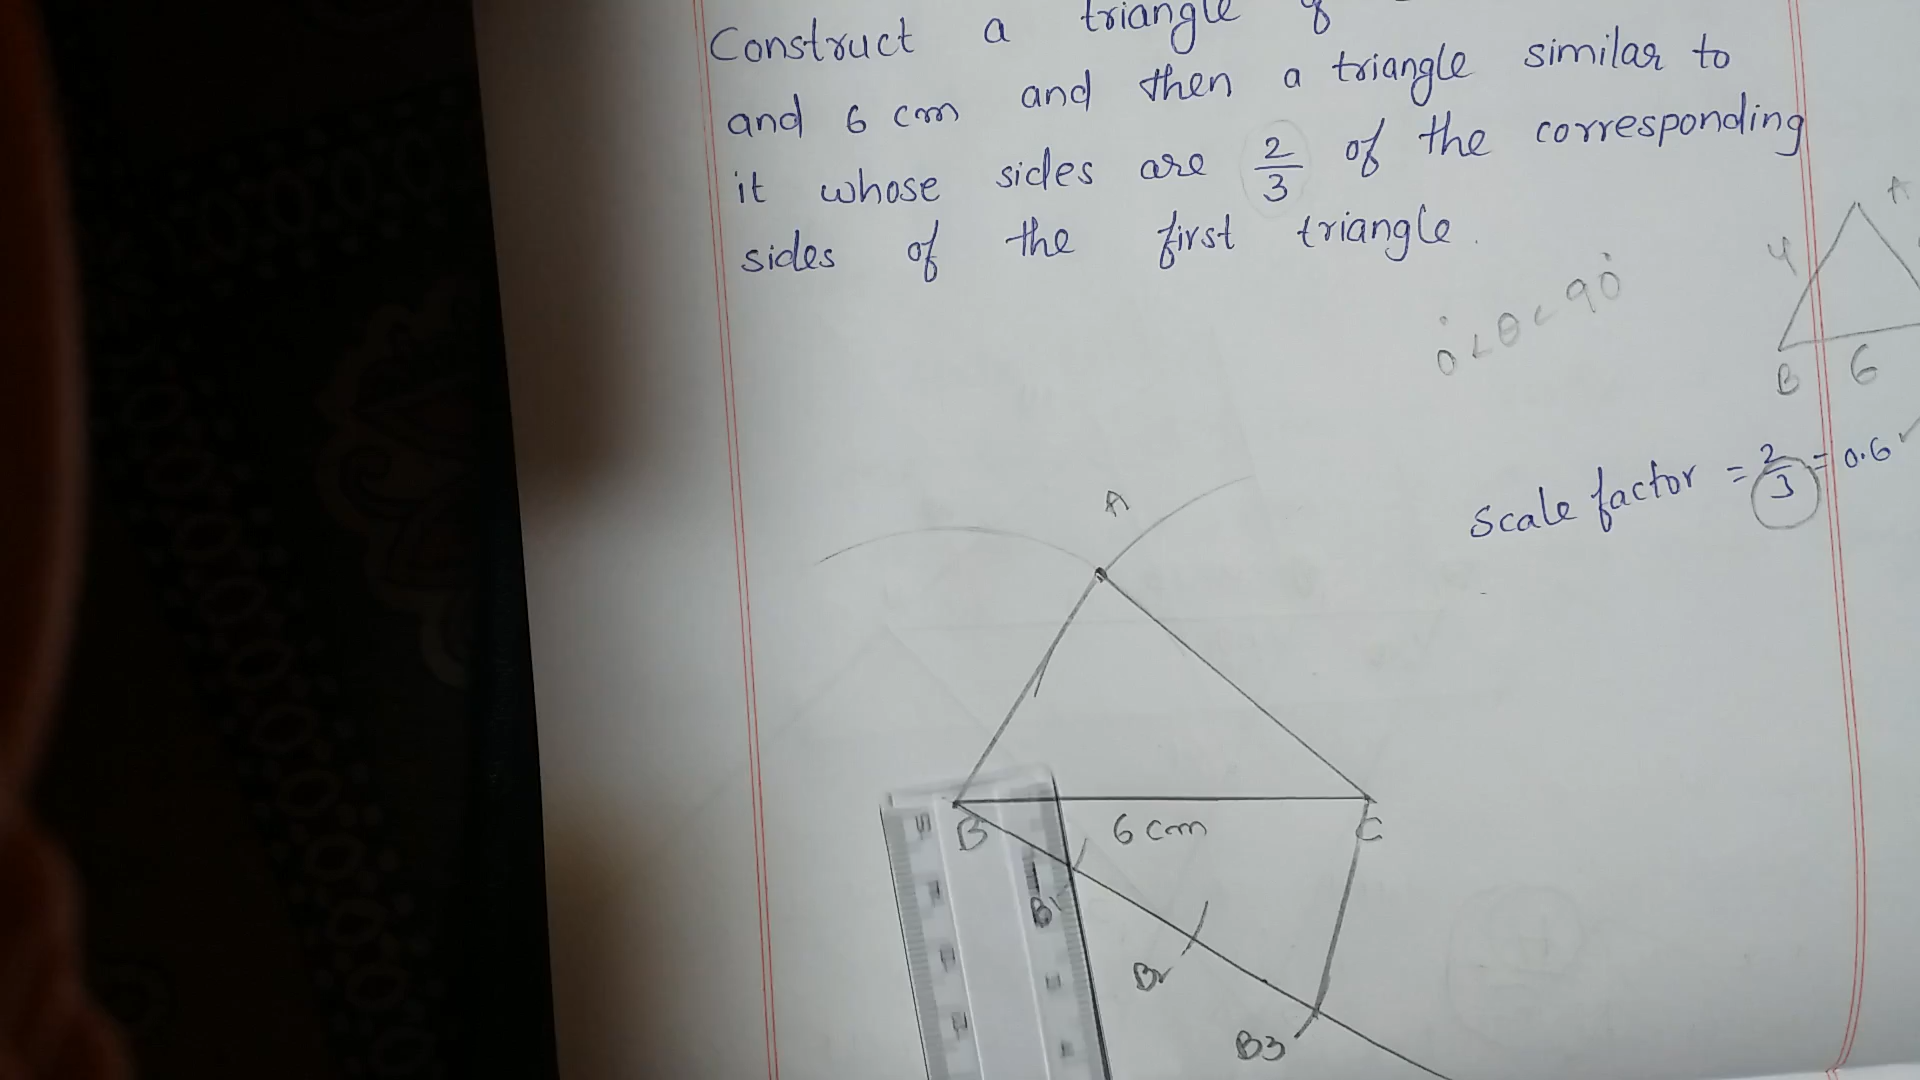 Construct a triangle of
and 6 cm and then a triangle similar to
it whose sides are 2/3 of the corresponding
sides of the first triangle.
0° < θ < 90°
A
4
B 6
scale factor = 2/3 = 0.6
A
B 6 cm C
B1
B2
B3